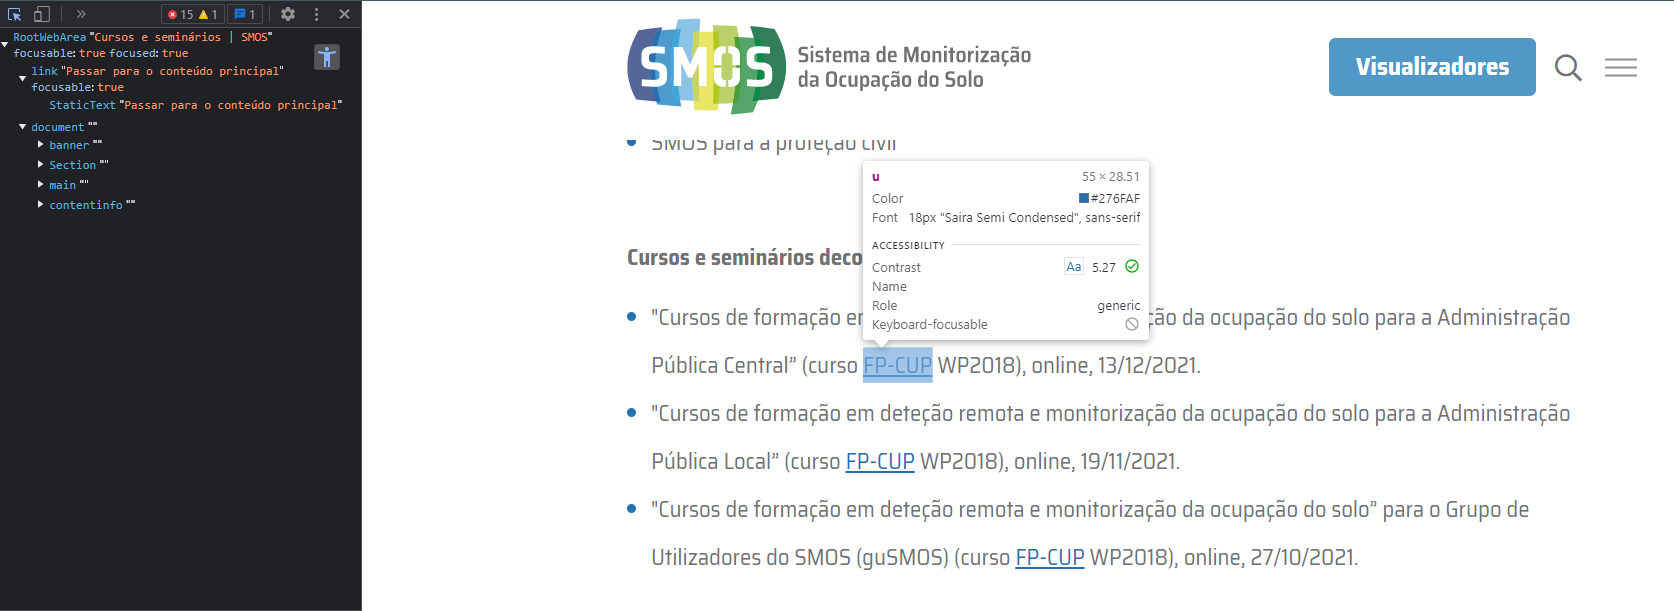 15 1 1
RootWebArea "Cursos e seminários | SMOS"
focusable: true focused: true
link "Passar para o conteúdo principal"
focusable: true
StaticText "Passar para o conteúdo principal"
document ""
banner ""
Section ""
main ""
contentinfo ""
SMOS
Sistema de Monitorização
da Ocupação do Solo
Visualizadores
SMOS para a proteção civil
u 55 × 28.51
Color #276FAF
Font 18px "Saira Semi Condensed", sans-serif
ACCESSIBILITY
Contrast Aa 5.27
Name
Role generic
Keyboard-focusable
Cursos e seminários deco
"Cursos de formação em ção da ocupação do solo para a Administração
Pública Central” (curso FP-CUP WP2018), online, 13/12/2021.
"Cursos de formação em deteção remota e monitorização da ocupação do solo para a Administração
Pública Local” (curso FP-CUP WP2018), online, 19/11/2021.
"Cursos de formação em deteção remota e monitorização da ocupação do solo” para o Grupo de
Utilizadores do SMOS (guSMOS) (curso FP-CUP WP2018), online, 27/10/2021.